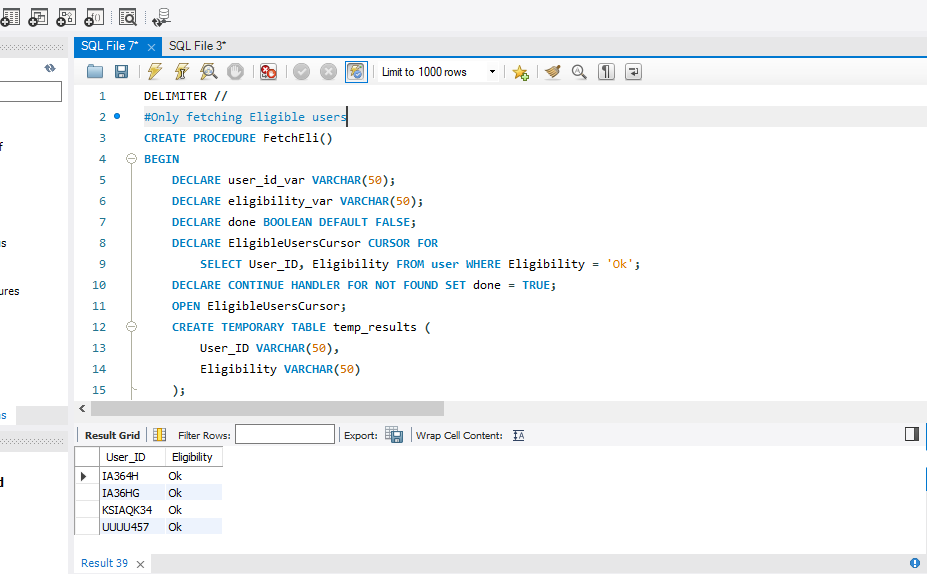 SQL File 7*
SQL File 3*
Limit to 1000 rows
1 DELIMITER //
2 #Only fetching Eligible users
3 CREATE PROCEDURE FetchEli()
4 BEGIN
5 DECLARE user_id_var VARCHAR(50);
6 DECLARE eligibility_var VARCHAR(50);
7 DECLARE done BOOLEAN DEFAULT FALSE;
8 DECLARE EligibleUsersCursor CURSOR FOR
9 SELECT User_ID, Eligibility FROM user WHERE Eligibility = 'Ok';
10 DECLARE CONTINUE HANDLER FOR NOT FOUND SET done = TRUE;
11 OPEN EligibleUsersCursor;
12 CREATE TEMPORARY TABLE temp_results (
13 User_ID VARCHAR(50),
14 Eligibility VARCHAR(50)
15 );
Result Grid Filter Rows: Export: Wrap Cell Content:
User_ID Eligibility
IA364H Ok
IA36HG Ok
KSIAQK34 Ok
UUUU457 Ok
Result 39